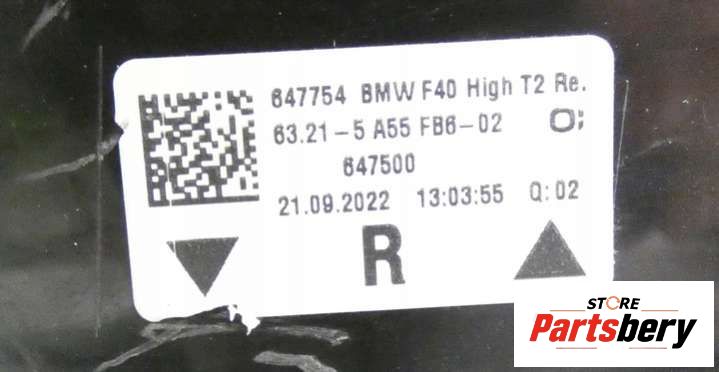 647754 BMW F40 High T2 Re.
63.21-5 A55 FB6-02 O;
647500
21.09.2022 13:03:55 Q:02
R
STORE
Partsbery